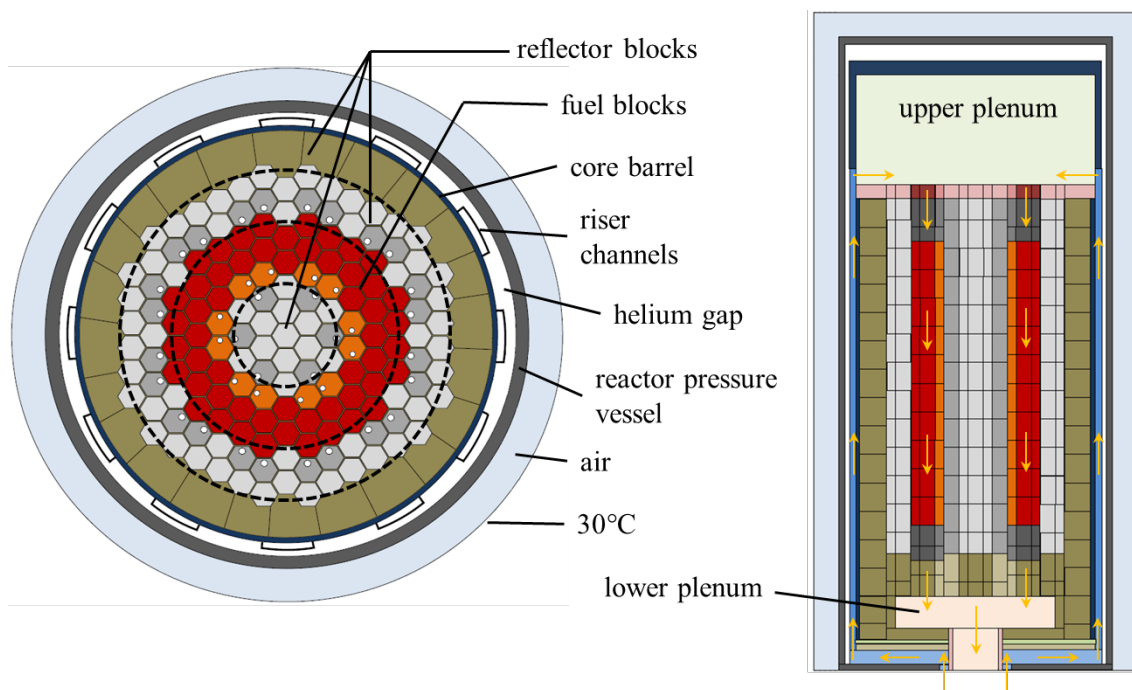 reflector blocks
fuel blocks
core barrel
riser
channels
helium gap
reactor pressure
vessel
air
30°C
upper plenum
lower plenum